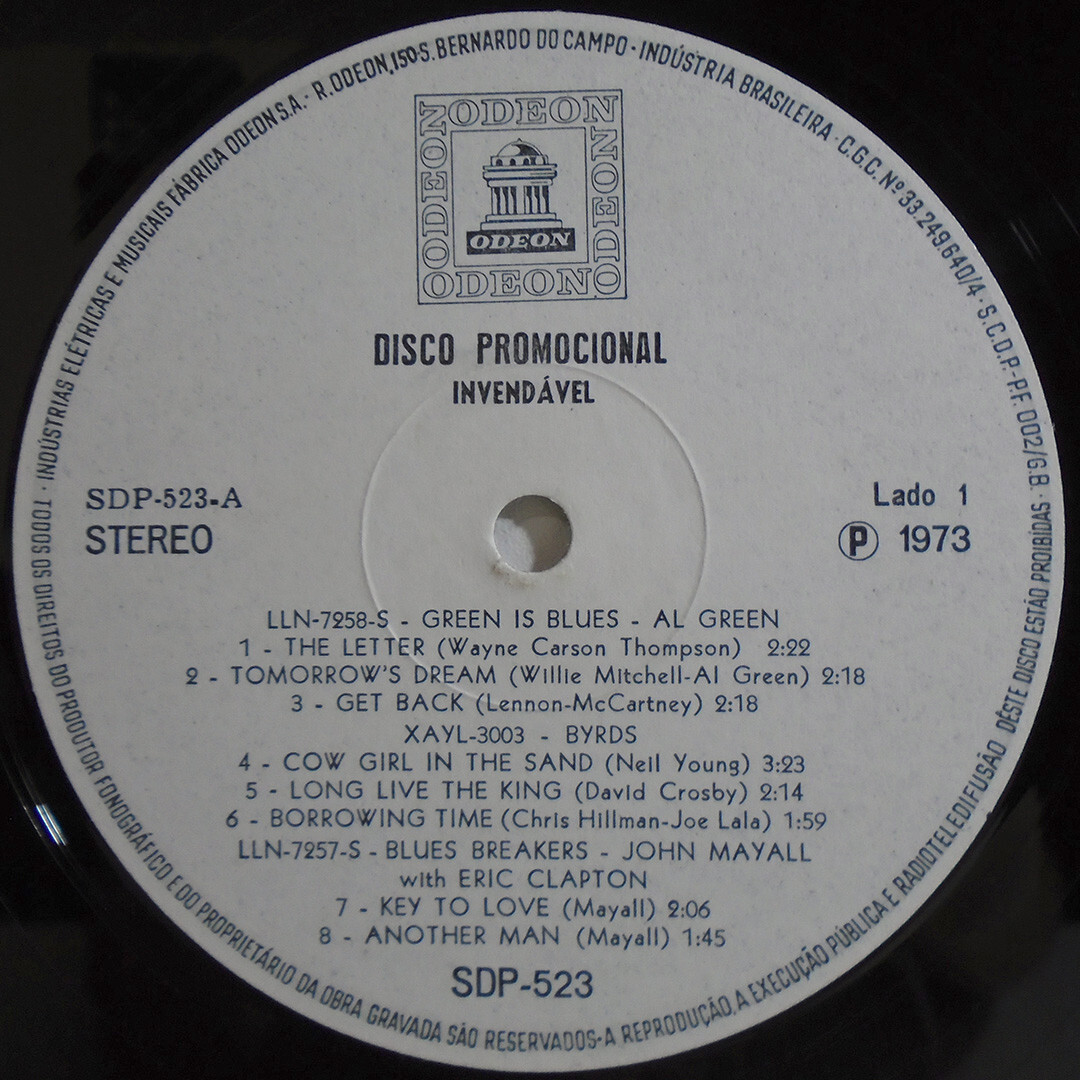 · INDÚSTRIAS ELÉTRICAS E MUSICAIS FÁBRICA ODEON S.A. - R. ODEON, 150-S. BERNARDO DO CAMPO - INDÚSTRIA BRASILEIRA · C.G.C. Nº 33.249.640/4 · S.C.D.P.-P.F. 002/G.B.
ODEON
ODEON
ODEON
ODEON
ODEON
DISCO PROMOCIONAL
INVENDÁVEL
SDP-523-A
STEREO
Lado 1
Ⓟ 1973
LLN-7258-S - GREEN IS BLUES - AL GREEN
1 - THE LETTER (Wayne Carson Thompson) 2:22
2 - TOMORROW'S DREAM (Willie Mitchell-Al Green) 2:18
3 - GET BACK (Lennon-McCartney) 2:18
XAYL-3003 - BYRDS
4 - COW GIRL IN THE SAND (Neil Young) 3:23
5 - LONG LIVE THE KING (David Crosby) 2:14
6 - BORROWING TIME (Chris Hillman-Joe Lala) 1:59
LLN-7257-S - BLUES BREAKERS - JOHN MAYALL
with ERIC CLAPTON
7 - KEY TO LOVE (Mayall) 2:06
8 - ANOTHER MAN (Mayall) 1:45
SDP-523
· TODOS OS DIREITOS DO PRODUTOR FONOGRÁFICO E DO PROPRIETÁRIO DA OBRA GRAVADA SÃO RESERVADOS-A REPRODUÇÃO, A EXECUÇÃO PÚBLICA E RADIOTELEDIFUSÃO DÊSTE DISCO ESTÃO PROIBIDAS ·